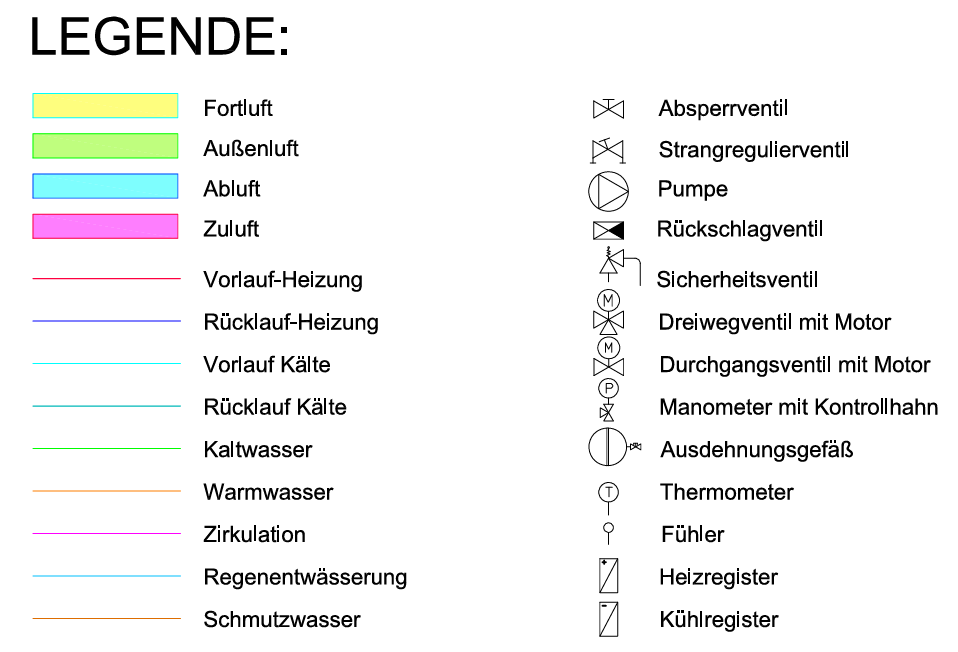 LEGENDE:
Fortluft
Außenluft
Abluft
Zuluft
Vorlauf-Heizung
Rücklauf-Heizung
Vorlauf Kälte
Rücklauf Kälte
Kaltwasser
Warmwasser
Zirkulation
Regenentwässerung
Schmutzwasser
Absperrventil
Strangregulierventil
Pumpe
Rückschlagventil
Sicherheitsventil
M Dreiwegventil mit Motor
M Durchgangsventil mit Motor
P Manometer mit Kontrollhahn
Ausdehnungsgefäß
T Thermometer
Fühler
+ Heizregister
- Kühlregister